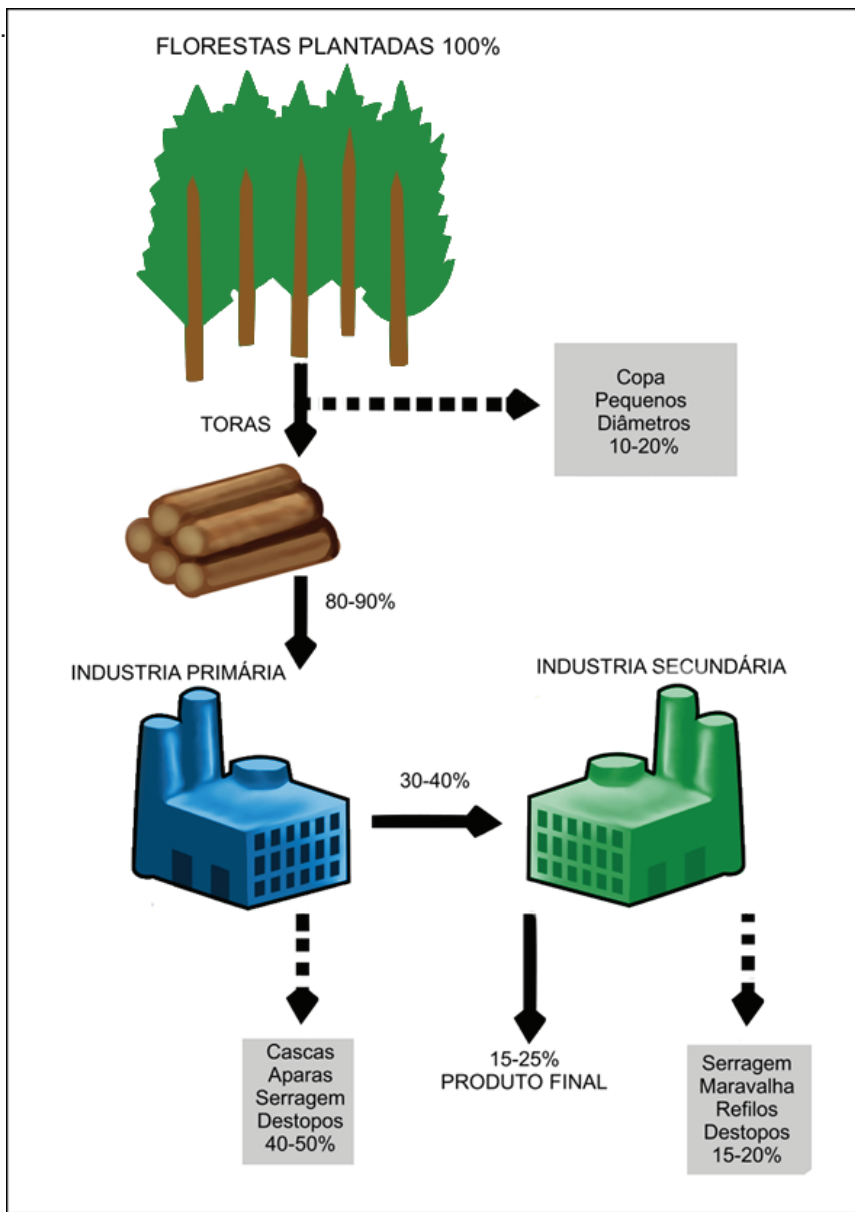 FLORESTAS PLANTADAS 100%
Copa
Pequenos
Diâmetros
10-20%
TORAS
80-90%
INDUSTRIA PRIMÁRIA
INDUSTRIA SECUNDÁRIA
30-40%
Cascas
Aparas
Serragem
Destopos
40-50%
15-25%
PRODUTO FINAL
Serragem
Maravalha
Refilos
Destopos
15-20%